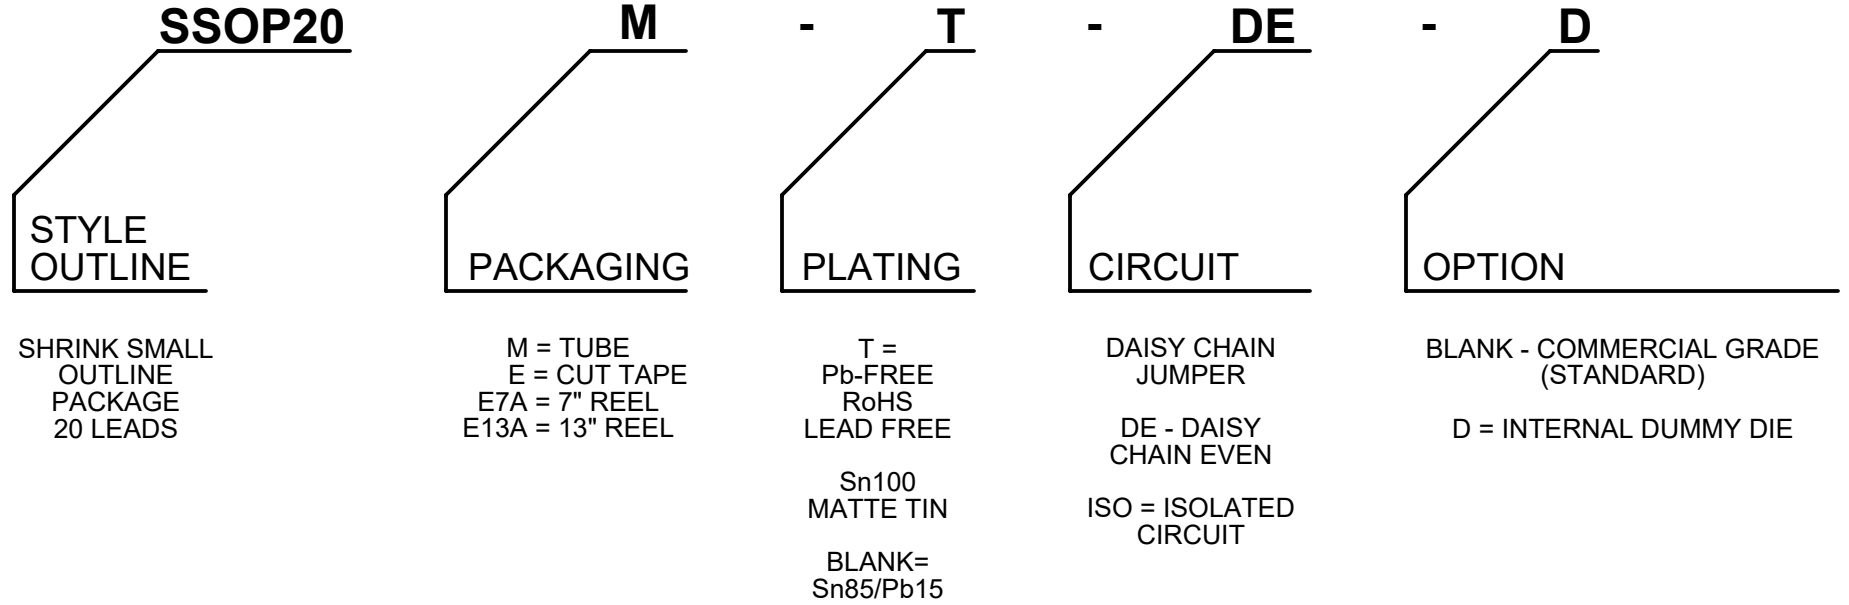 SSOP20 M - T - DE - D
STYLE
OUTLINE
PACKAGING
PLATING
CIRCUIT
OPTION
SHRINK SMALL
OUTLINE
PACKAGE
20 LEADS
M = TUBE
E = CUT TAPE
E7A = 7" REEL
E13A = 13" REEL
T =
Pb-FREE
RoHS
LEAD FREE
Sn100
MATTE TIN
BLANK=
Sn85/Pb15
DAISY CHAIN
JUMPER
DE - DAISY
CHAIN EVEN
ISO = ISOLATED
CIRCUIT
BLANK - COMMERCIAL GRADE
(STANDARD)
D = INTERNAL DUMMY DIE